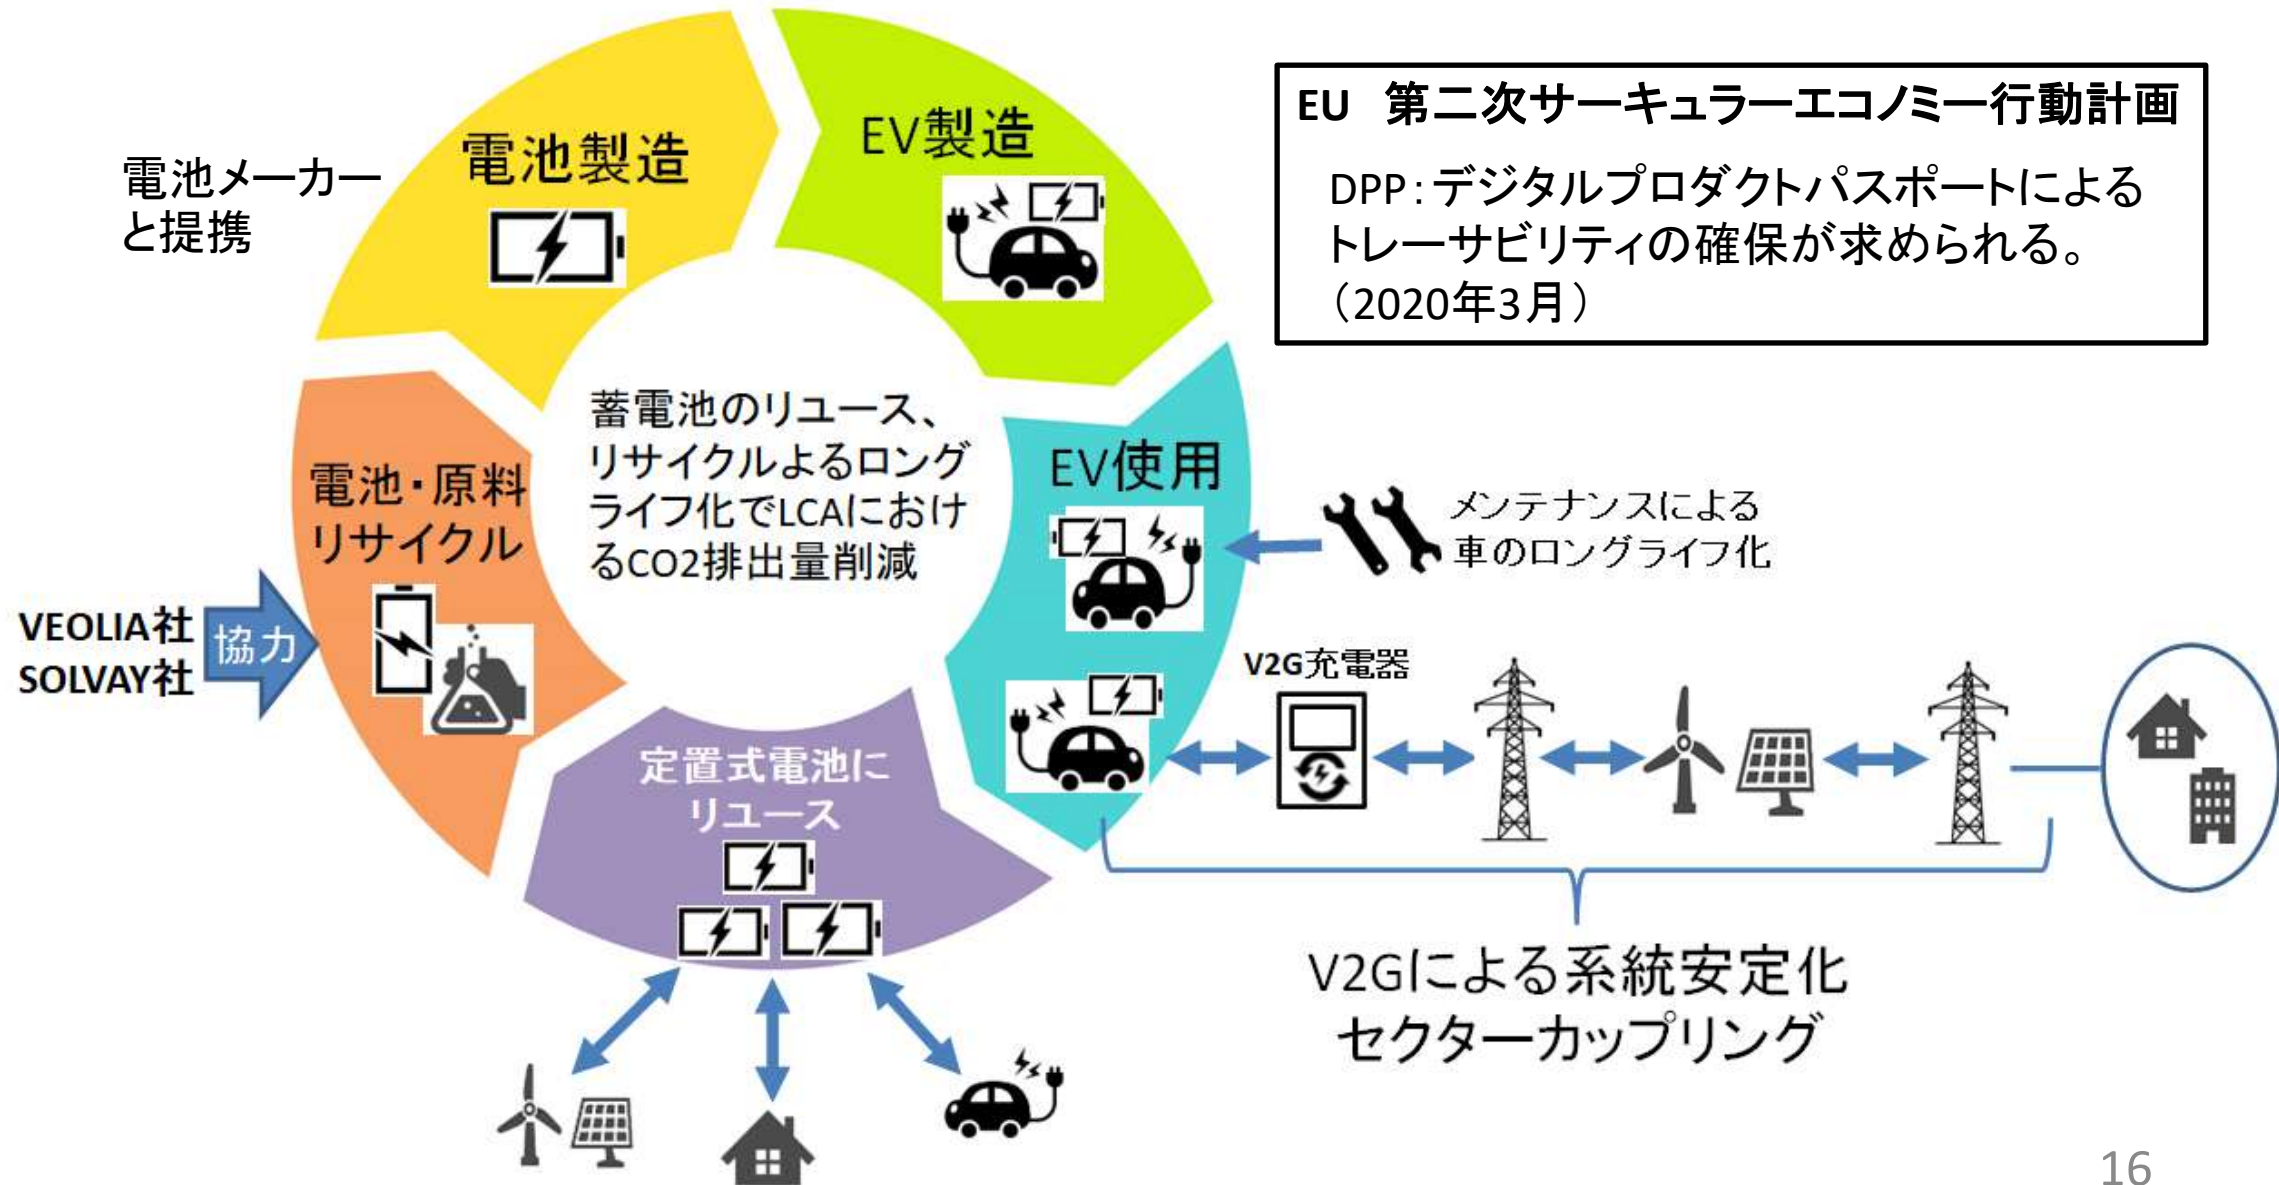 EU 第二次サーキュラーエコノミー行動計画
DPP：デジタルプロダクトパスポートによる
トレーサビリティの確保が求められる。
（2020年3月）
電池メーカー
と提携
電池製造
EV製造
蓄電池のリユース、
リサイクルよるロング
ライフ化でLCAにおけ
るCO2排出量削減
電池・原料
リサイクル
EV使用
メンテナンスによる
車のロングライフ化
VEOLIA社
SOLVAY社
協力
V2G充電器
定置式電池に
リユース
V2Gによる系統安定化
セクターカップリング
16